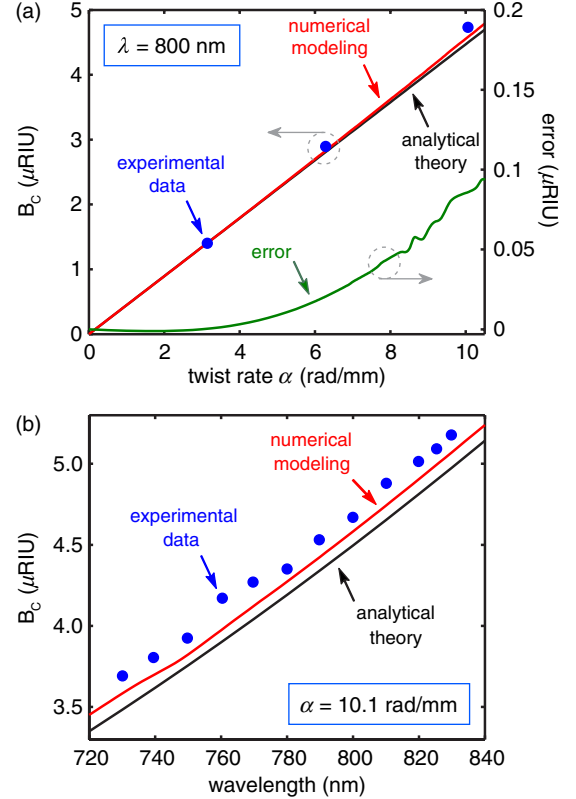 (a)
5
4
3
2
1
0
B_C (μRIU)
λ = 800 nm
numerical
modeling
analytical
theory
experimental
data
error
0.2
0.15
0.1
0.05
0
error (μRIU)
0 2 4 6 8 10
twist rate α (rad/mm)
(b)
5.0
4.5
4.0
3.5
B_C (μRIU)
numerical
modeling
experimental
data
analytical
theory
α = 10.1 rad/mm
720 740 760 780 800 820 840
wavelength (nm)